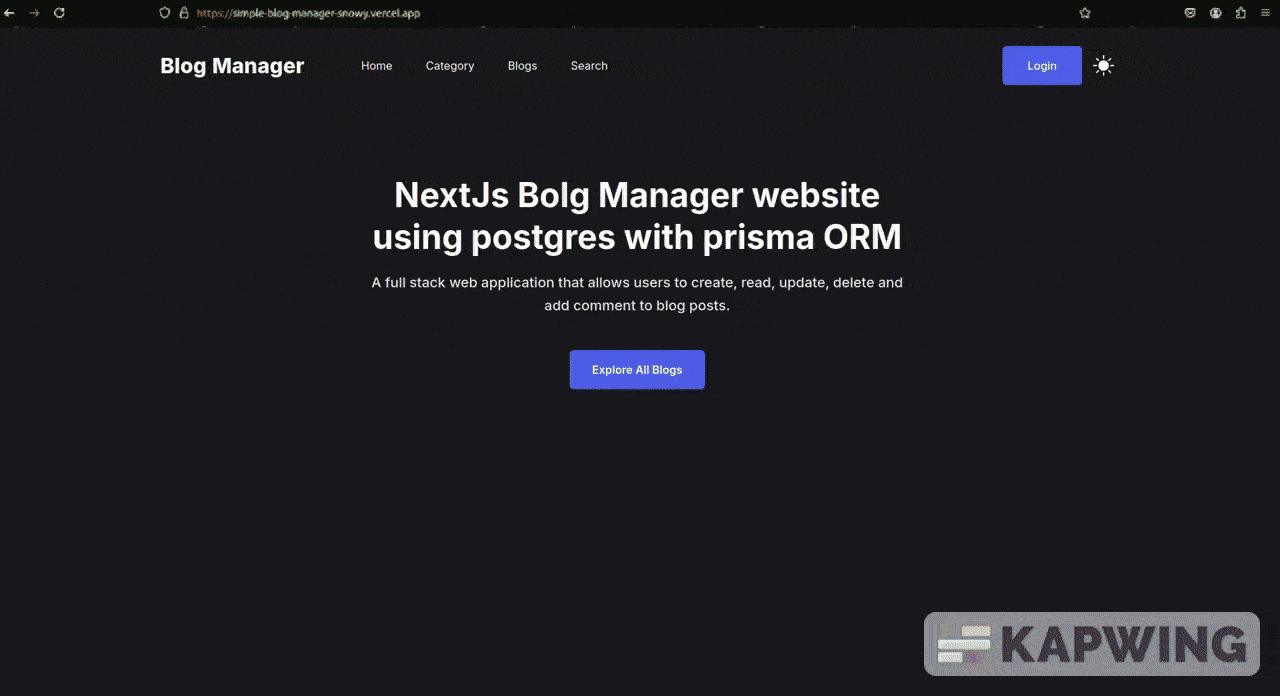 https://simple-blog-manager-snowy.vercel.app
Blog Manager Home Category Blogs Search Login
NextJs Bolg Manager website
using postgres with prisma ORM
A full stack web application that allows users to create, read, update, delete and
add comment to blog posts.
Explore All Blogs
KAPWING